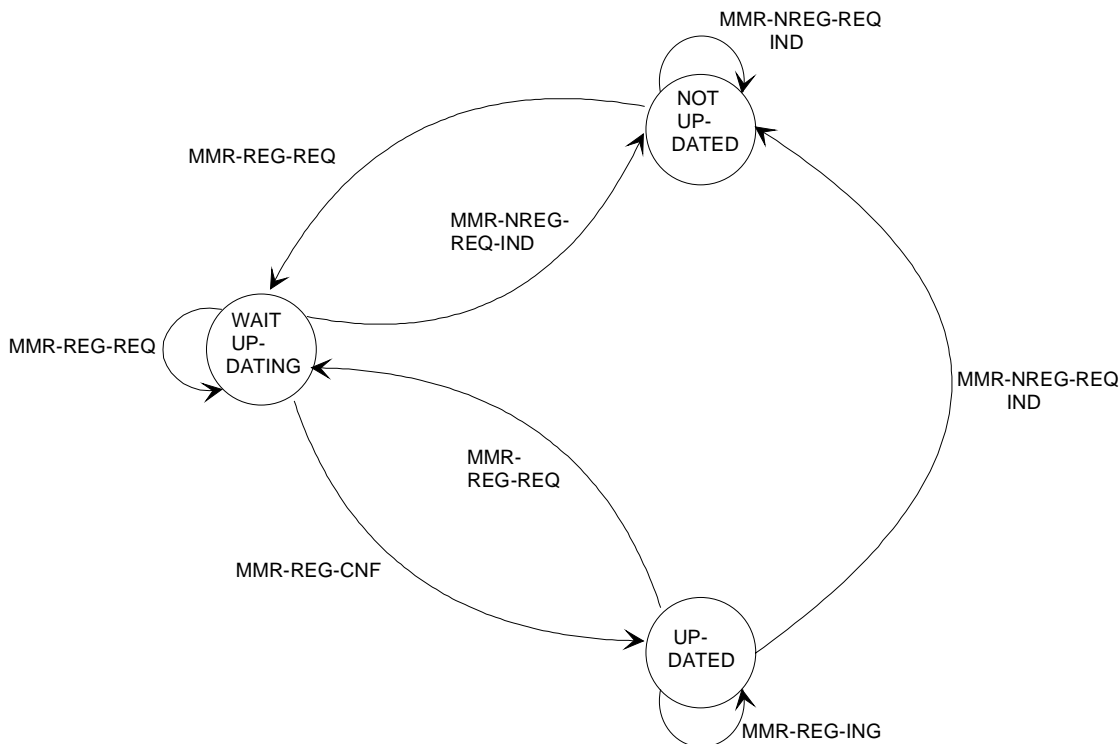 MMR-NREG-REQ
IND
NOT
UP-
DATED
MMR-REG-REQ
MMR-NREG-
REQ-IND
WAIT
UP-
DATING
MMR-REG-REQ
MMR-NREG-REQ
IND
MMR-
REG-REQ
MMR-REG-CNF
UP-
DATED
MMR-REG-ING